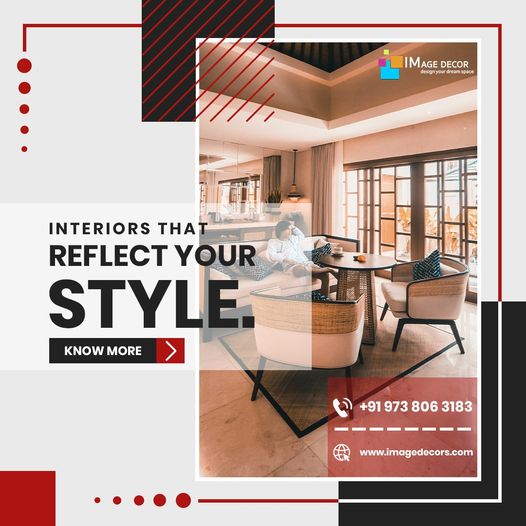 IMAGE DECOR
design your dream space
INTERIORS THAT
REFLECT YOUR
STYLE.
KNOW MORE
+91 973 806 3183
www.imagedecors.com